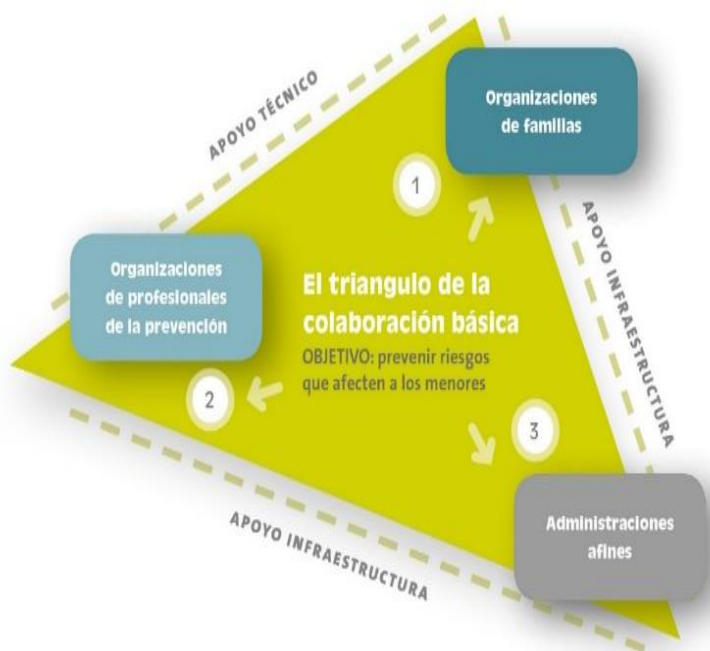 APOYO TÉCNICO
Organizaciones
de familias
1
APOYO INFRAESTRUCTURA
Organizaciones
de profesionales
de la prevención
El triangulo de la
colaboración básica
OBJETIVO: prevenir riesgos
que afecten a los menores
2
3
Administraciones
afines
APOYO INFRAESTRUCTURA